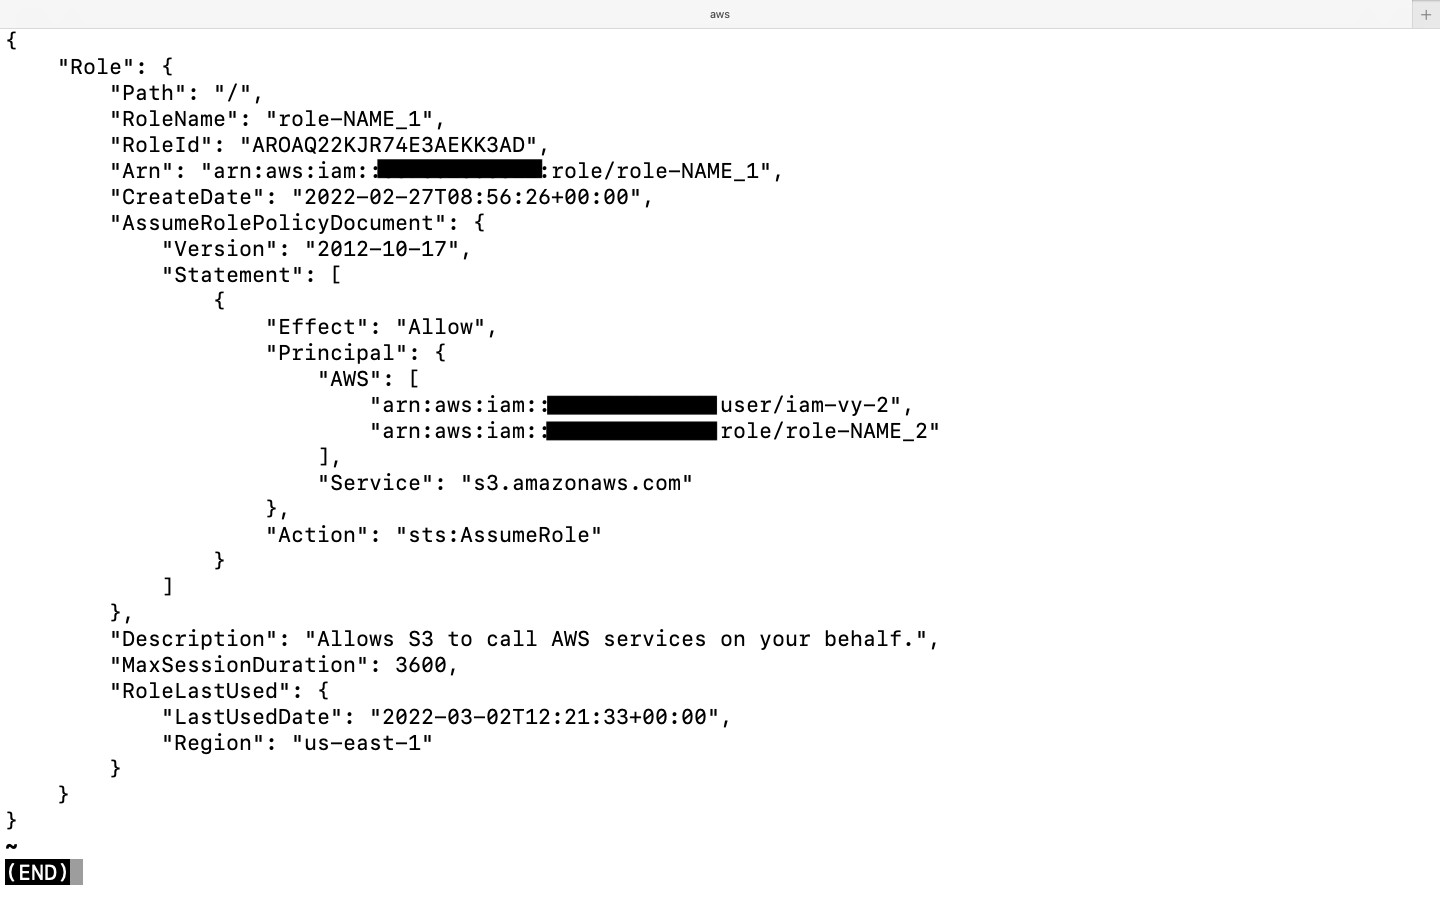 aws
+
{
    "Role": {
        "Path": "/",
        "RoleName": "role-NAME_1",
        "RoleId": "AROAQ22KJR74E3AEKK3AD",
        "Arn": "arn:aws:iam: :role/role-NAME_1",
        "CreateDate": "2022-02-27T08:56:26+00:00",
        "AssumeRolePolicyDocument": {
            "Version": "2012-10-17",
            "Statement": [
                {
                    "Effect": "Allow",
                    "Principal": {
                        "AWS": [
                            "arn:aws:iam:: user/iam-vy-2",
                            "arn:aws:iam:: role/role-NAME_2"
                        ],
                        "Service": "s3.amazonaws.com"
                    },
                    "Action": "sts:AssumeRole"
                }
            ]
        },
        "Description": "Allows S3 to call AWS services on your behalf.",
        "MaxSessionDuration": 3600,
        "RoleLastUsed": {
            "LastUsedDate": "2022-03-02T12:21:33+00:00",
            "Region": "us-east-1"
        }
    }
}
~
(END)